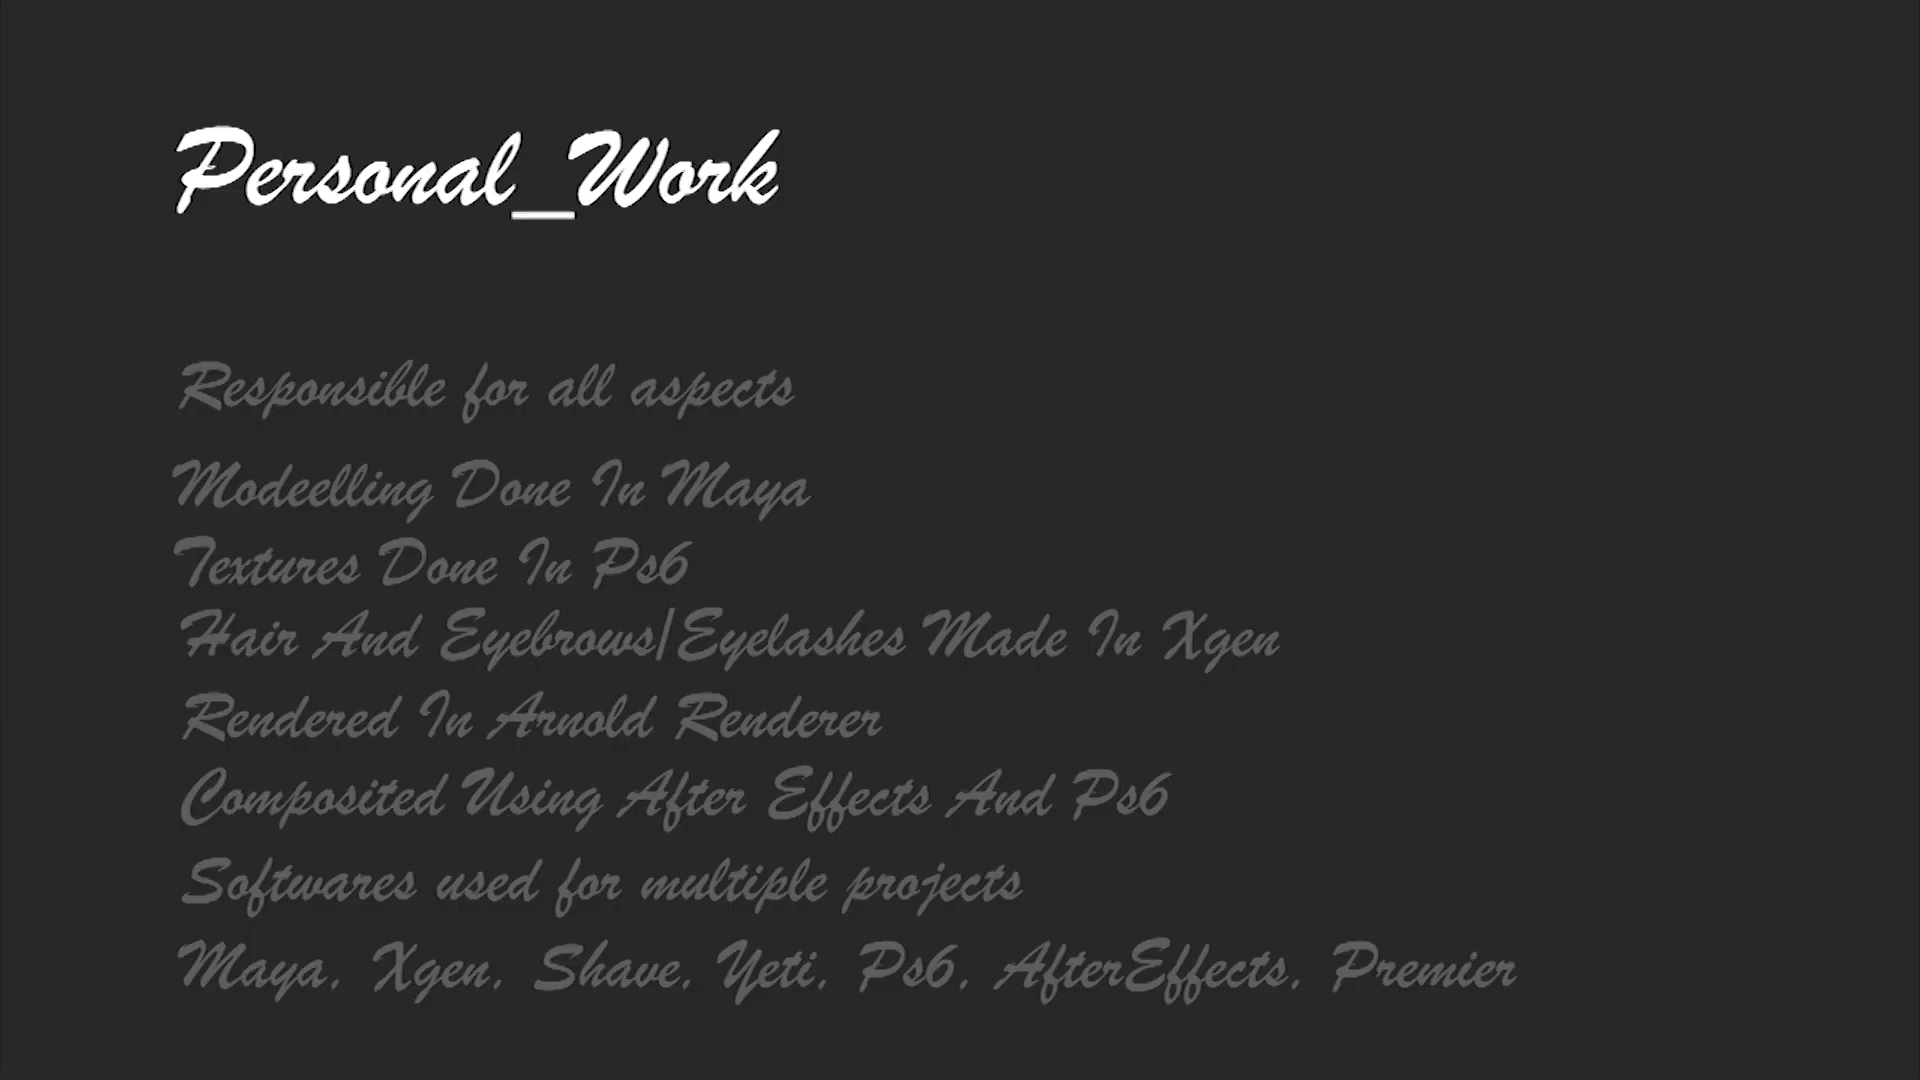 Personal_Work
Responsible for all aspects
Modeelling Done In Maya
Textures Done In Ps6
Hair And Eyebrows/Eyelashes Made In Xgen
Rendered In Arnold Renderer
Composited Using After Effects And Ps6
Softwares used for multiple projects
Maya, Xgen, Shave, Yeti, Ps6, AfterEffects, Premier